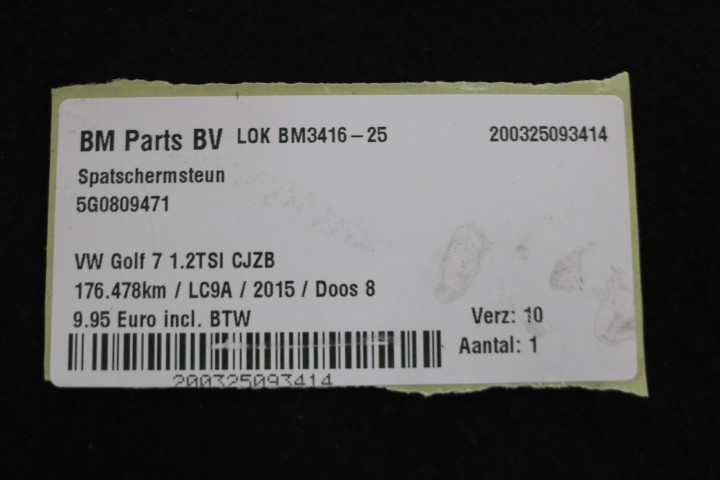 BM Parts BV LOK BM3416-25 200325093414
Spatschermsteun
5G0809471
VW Golf 7 1.2TSI CJZB
176.478km / LC9A / 2015 / Doos 8
9.95 Euro incl. BTW Verz: 10
Aantal: 1
200325093414